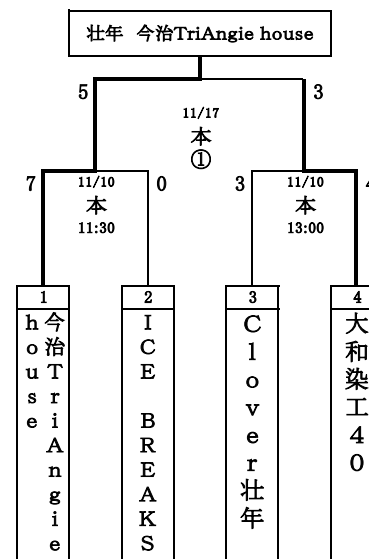 壮年 今治TriAngie house
5
3
11/17
本
①
7
11/10
本
11:30
0
3
11/10
本
13:00
4
1
2
3
4
今治TriAngie
house
ICE BREAKS
Clover壮年
大和染工40